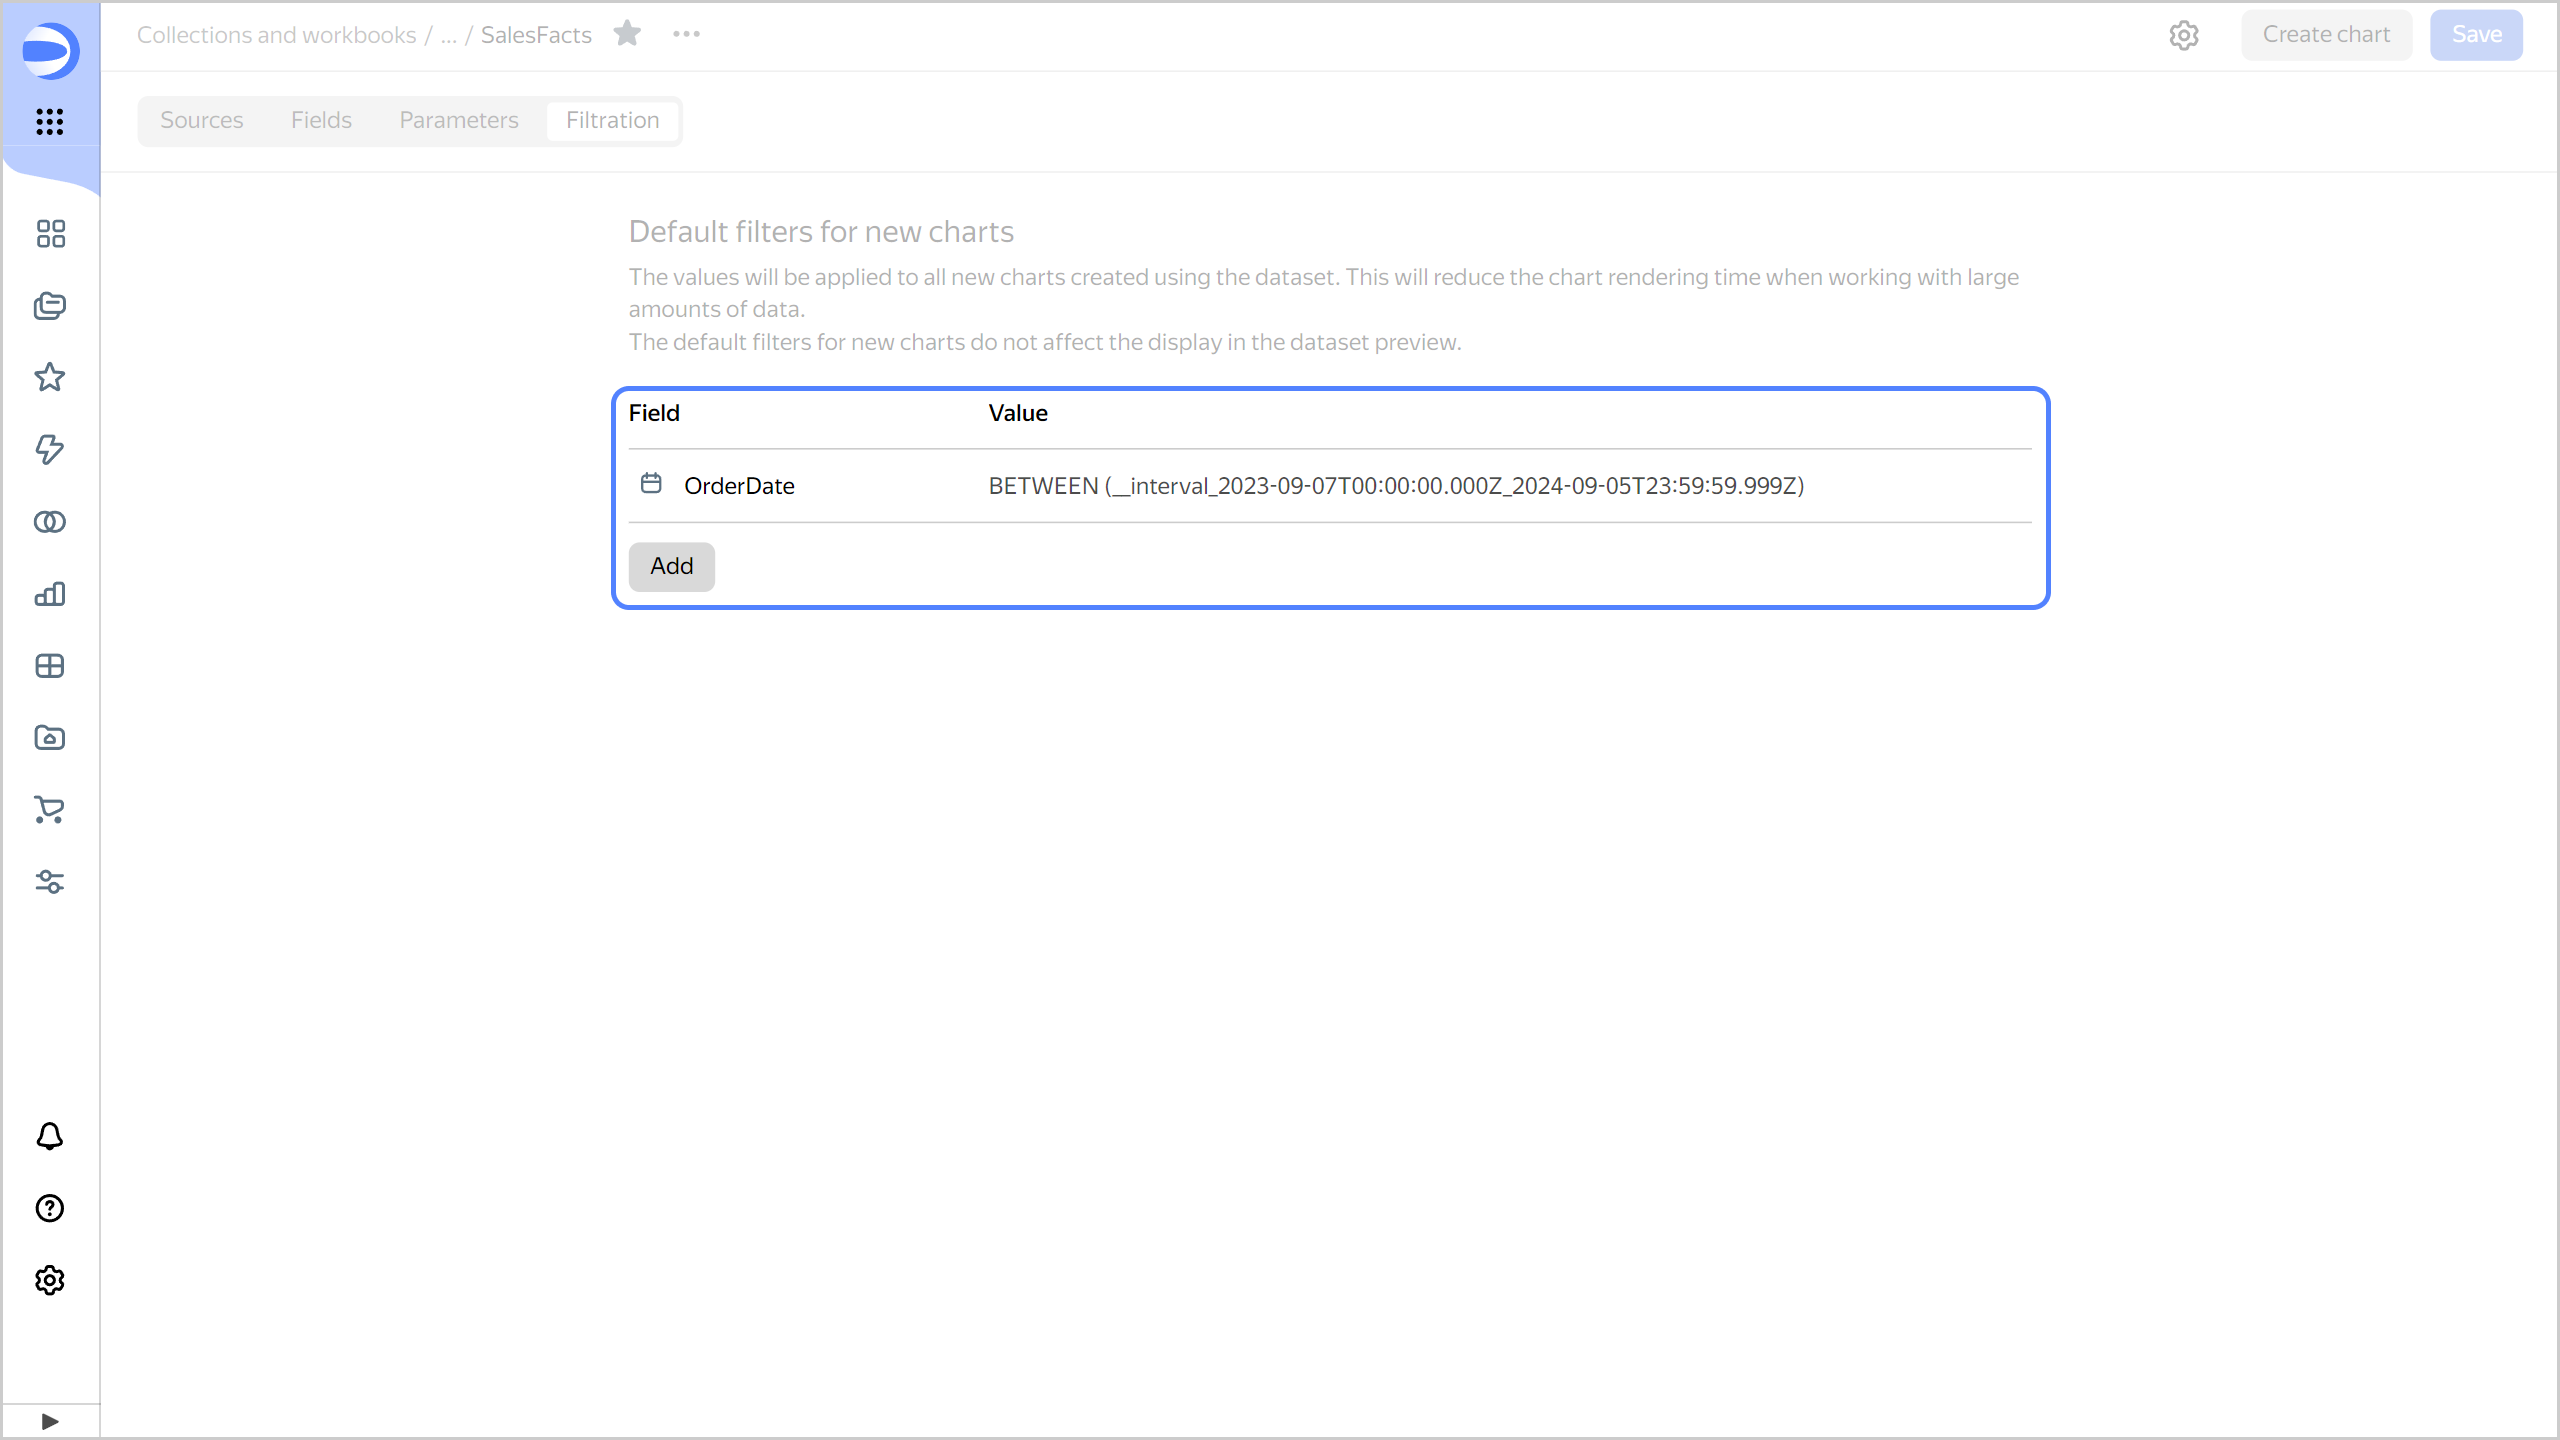 Collections and workbooks / ... / SalesFacts
Create chart
Save
Sources
Fields
Parameters
Filtration
Default filters for new charts
The values will be applied to all new charts created using the dataset. This will reduce the chart rendering time when working with large
amounts of data.
The default filters for new charts do not affect the display in the dataset preview.
Field
Value
OrderDate
BETWEEN (__interval_2023-09-07T00:00:00.000Z_2024-09-05T23:59:59.999Z)
Add